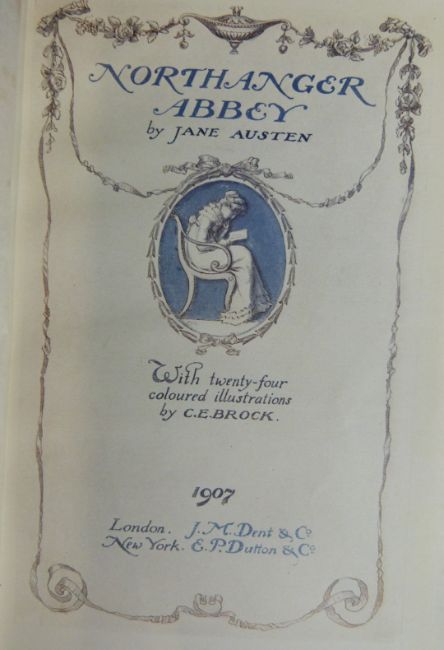 NORTHANGER
ABBEY
by JANE AUSTEN
With twenty-four
coloured illustrations
by C.E.BROCK.
1907
London. J.M.Dent & Co
New York. E.P.Dutton & Co